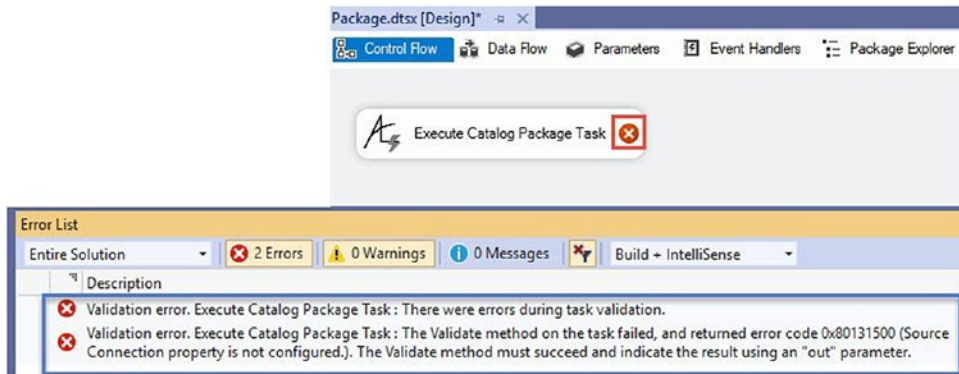 Package.dtsx [Design]*
Control Flow Data Flow Parameters Event Handlers Package Explorer
Execute Catalog Package Task
Error List
Entire Solution 2 Errors 0 Warnings 0 Messages Build + IntelliSense
Description
Validation error. Execute Catalog Package Task : There were errors during task validation.
Validation error. Execute Catalog Package Task : The Validate method on the task failed, and returned error code 0x80131500 (Source
Connection property is not configured.). The Validate method must succeed and indicate the result using an "out" parameter.